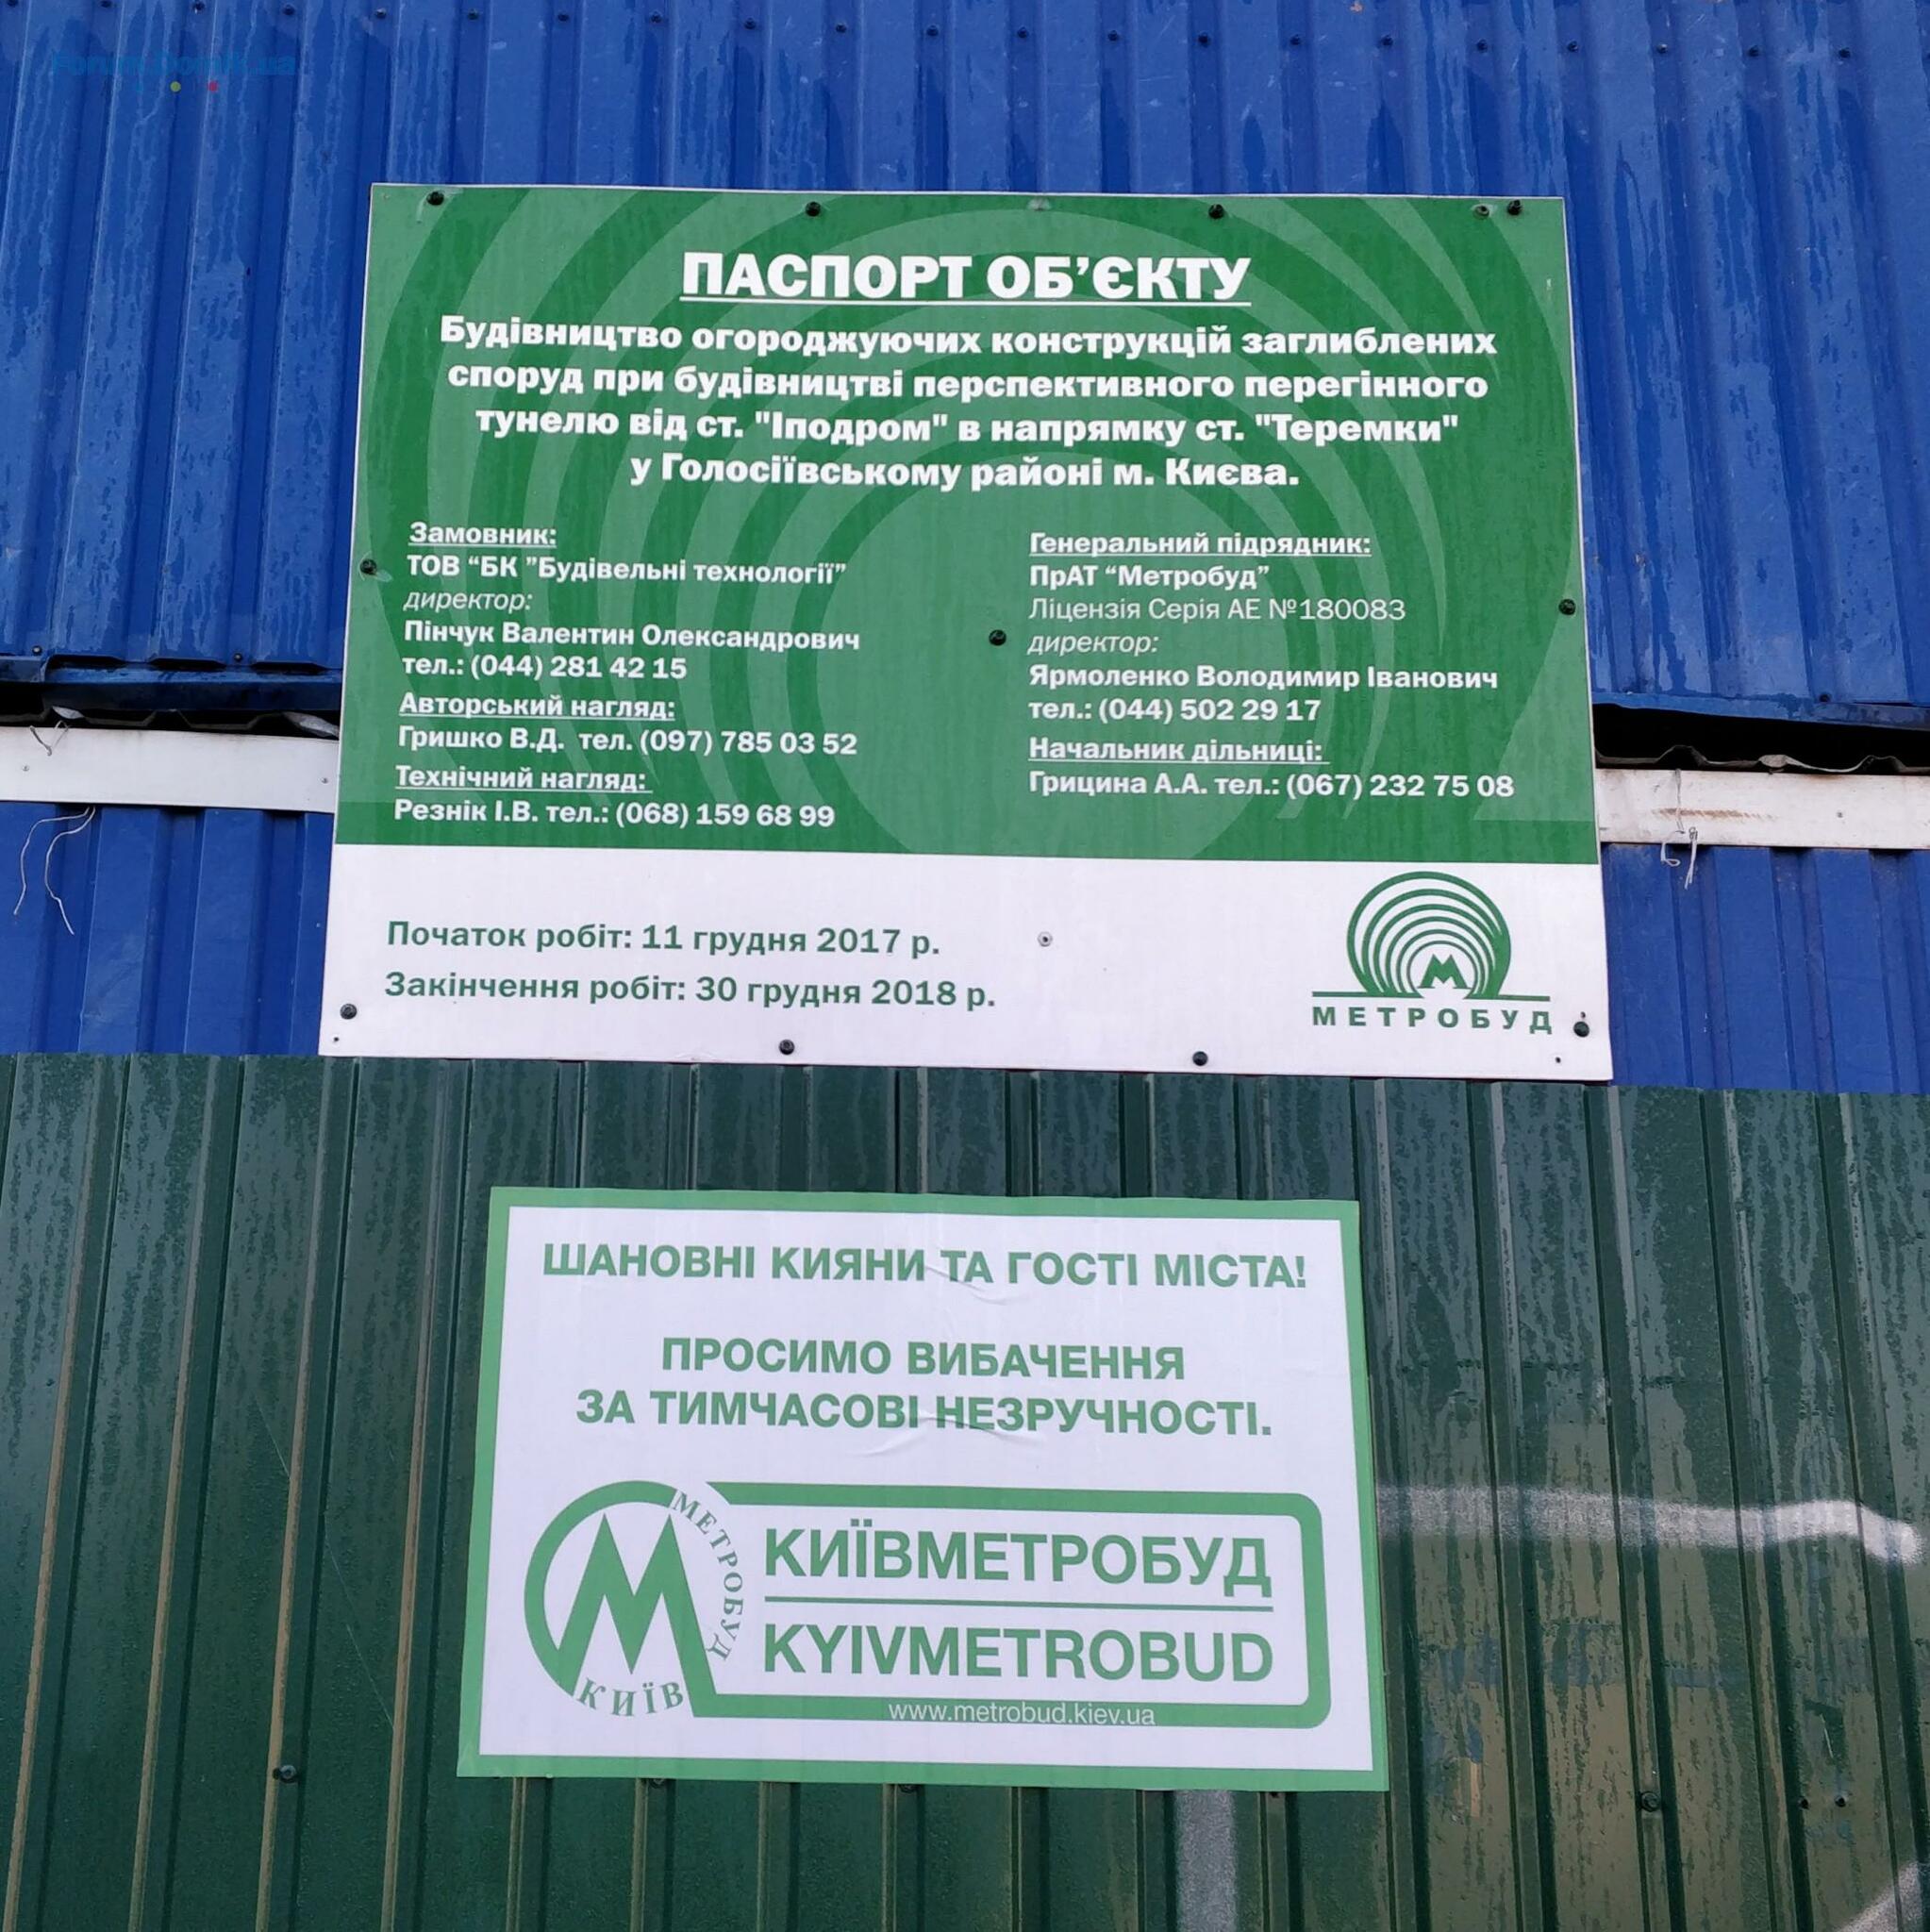 Forum.Domik.ua
ПАСПОРТ ОБ’ЄКТУ
Будівництво огороджуючих конструкцій заглиблених
споруд при будівництві перспективного перегінного
тунелю від ст. "Іподром" в напрямку ст. "Теремки"
у Голосіївському районі м. Києва.
Замовник:
ТОВ “БК ”Будівельні технології”
директор:
Пінчук Валентин Олександрович
тел.: (044) 281 42 15
Авторський нагляд:
Гришко В.Д. тел. (097) 785 03 52
Технічний нагляд:
Резнік І.В. тел.: (068) 159 68 99
Генеральний підрядник:
ПрАТ “Метробуд”
Ліцензія Серія АЕ №180083
директор:
Ярмоленко Володимир Іванович
тел.: (044) 502 29 17
Начальник дільниці:
Грицина А.А. тел.: (067) 232 75 08
Початок робіт: 11 грудня 2017 р.
Закінчення робіт: 30 грудня 2018 р.
М
МЕТРОБУД
ШАНОВНІ КИЯНИ ТА ГОСТІ МІСТА!
ПРОСИМО ВИБАЧЕННЯ
ЗА ТИМЧАСОВІ НЕЗРУЧНОСТІ.
М
МЕТРОБУД
КИЇВ
КИЇВМЕТРОБУД
KYIVMETROBUD
www.metrobud.kiev.ua